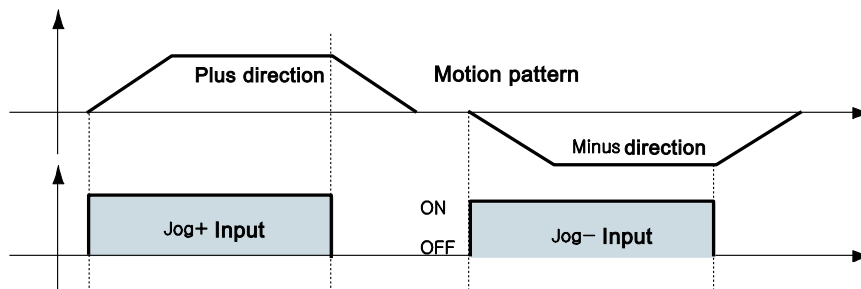 Plus direction
Motion pattern
Minus direction
Jog+ Input
ON
OFF
Jog− Input